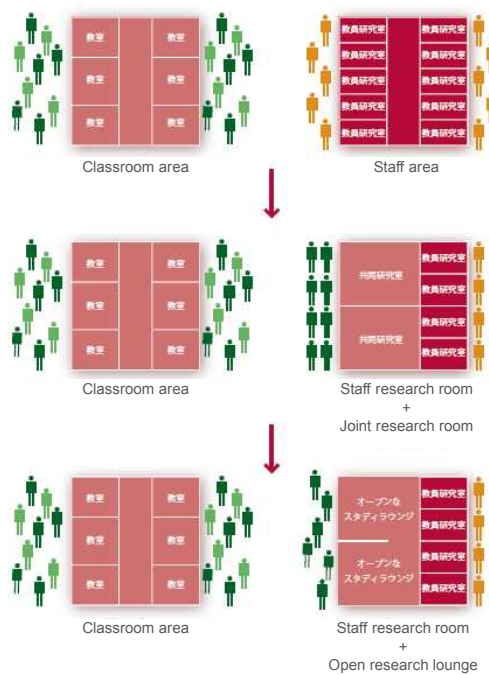 教室 教室
教室 教室
教室 教室
Classroom area
教員研究室 教員研究室
教員研究室 教員研究室
教員研究室 教員研究室
教員研究室 教員研究室
教員研究室 教員研究室
Staff area
教室 教室
教室 教室
教室 教室
Classroom area
共同研究室
共同研究室
教員研究室
教員研究室
教員研究室
教員研究室
Staff research room
+
Joint research room
教室 教室
教室 教室
教室 教室
Classroom area
オープンな
スタディラウンジ
オープンな
スタディラウンジ
教員研究室
教員研究室
教員研究室
教員研究室
Staff research room
+
Open research lounge